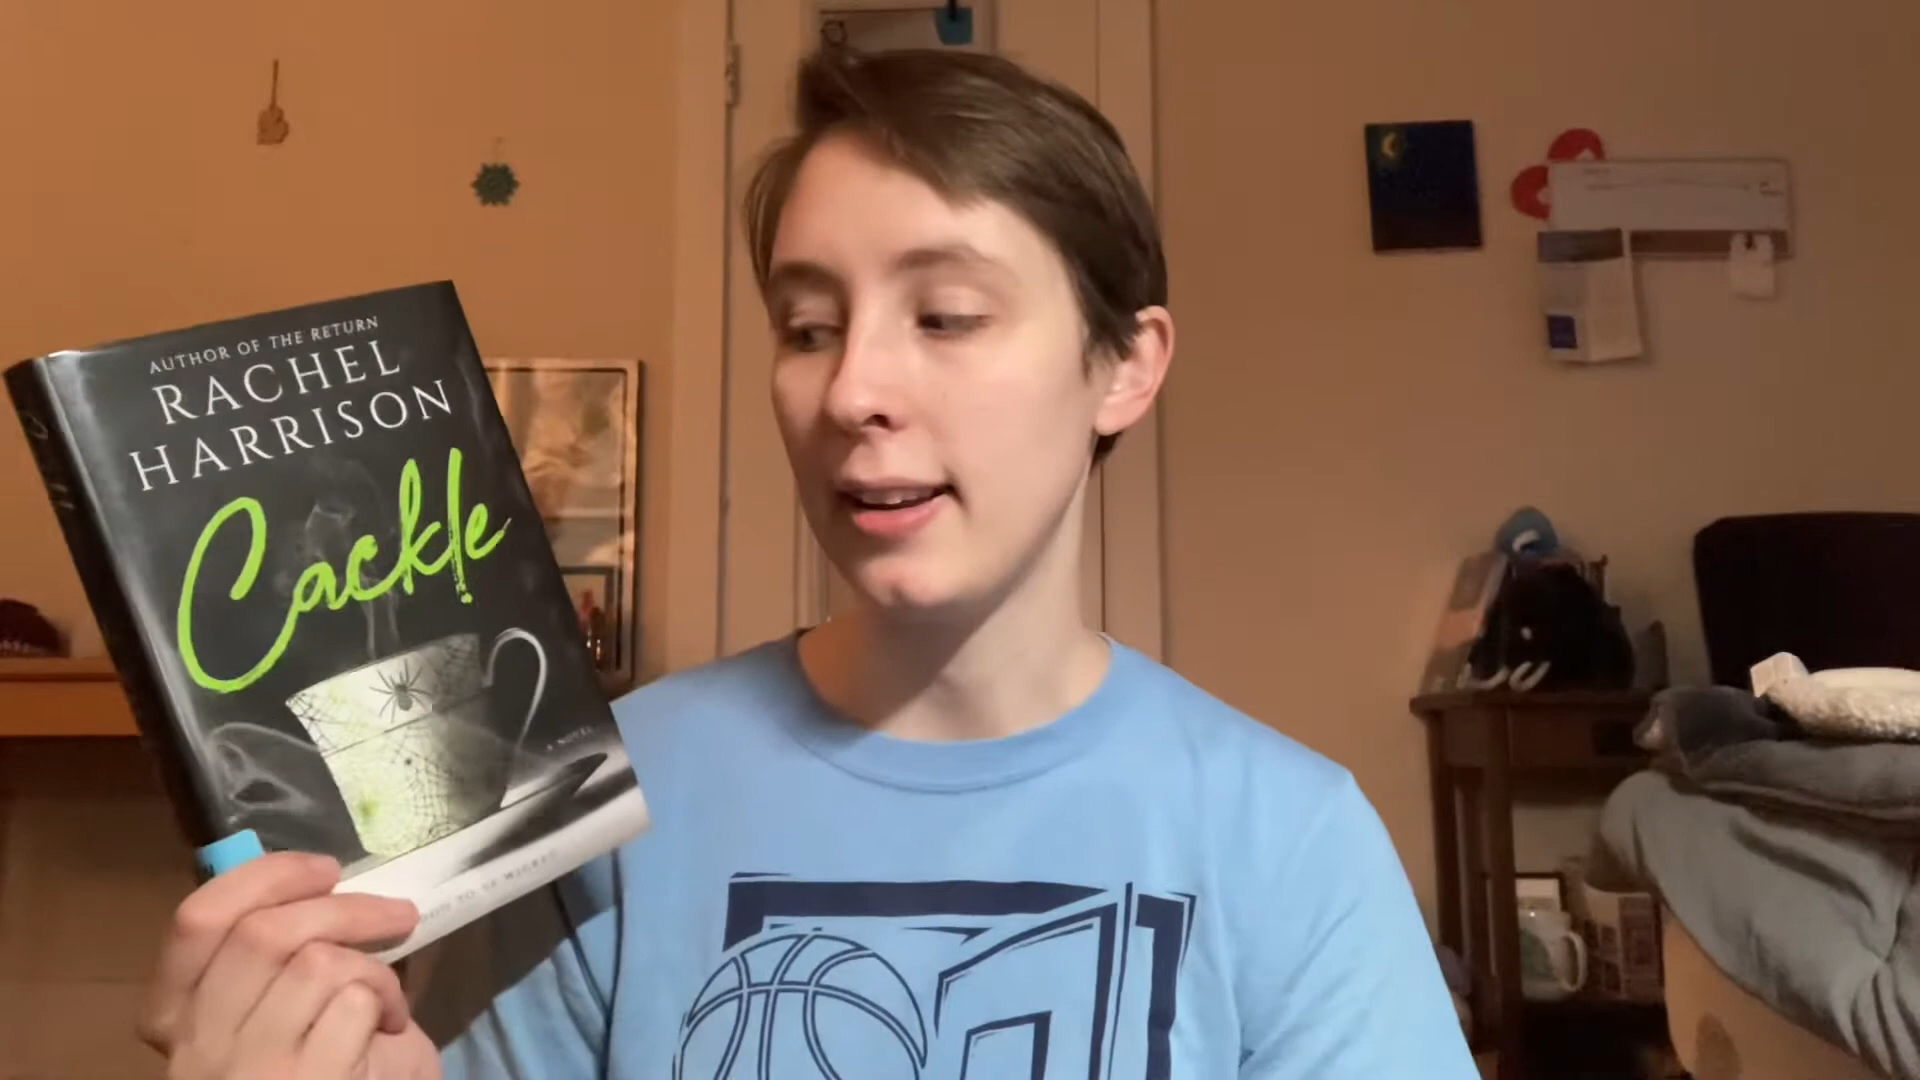 AUTHOR OF THE RETURN
RACHEL
HARRISON
Cackle
A NOVEL